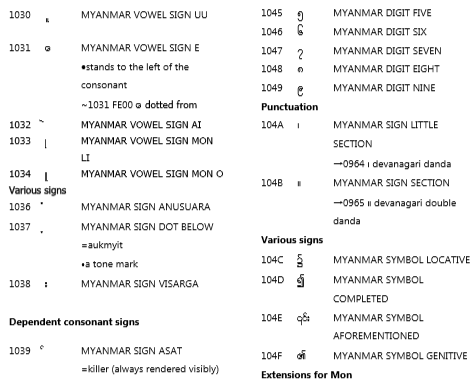 1030 ူ MYANMAR VOWEL SIGN UU
1031 ေ MYANMAR VOWEL SIGN E
•stands to the left of the
consonant
~1031 FE00 ေ dotted from
1032 ဲ MYANMAR VOWEL SIGN AI
1033 ဳ MYANMAR VOWEL SIGN MON
LI
1034 ဴ MYANMAR VOWEL SIGN MON O
Various signs
1036 ံ MYANMAR SIGN ANUSUARA
1037 ့ MYANMAR SIGN DOT BELOW
=aukmyit
•a tone mark
1038 း MYANMAR SIGN VISARGA
Dependent consonant signs
1039 ် MYANMAR SIGN ASAT
=killer (always rendered visibly)
1045 ၅ MYANMAR DIGIT FIVE
1046 ၆ MYANMAR DIGIT SIX
1047 ၇ MYANMAR DIGIT SEVEN
1048 ၈ MYANMAR DIGIT EIGHT
1049 ၉ MYANMAR DIGIT NINE
Punctuation
104A ၊ MYANMAR SIGN LITTLE
SECTION
→0964 । devanagari danda
104B ။ MYANMAR SIGN SECTION
→0965 ॥ devanagari double
danda
Various signs
104C ၌ MYANMAR SYMBOL LOCATIVE
104D ၍ MYANMAR SYMBOL
COMPLETED
104E ၎င်း MYANMAR SYMBOL
AFOREMENTIONED
104F ၏ MYANMAR SYMBOL GENITIVE
Extensions for Mon